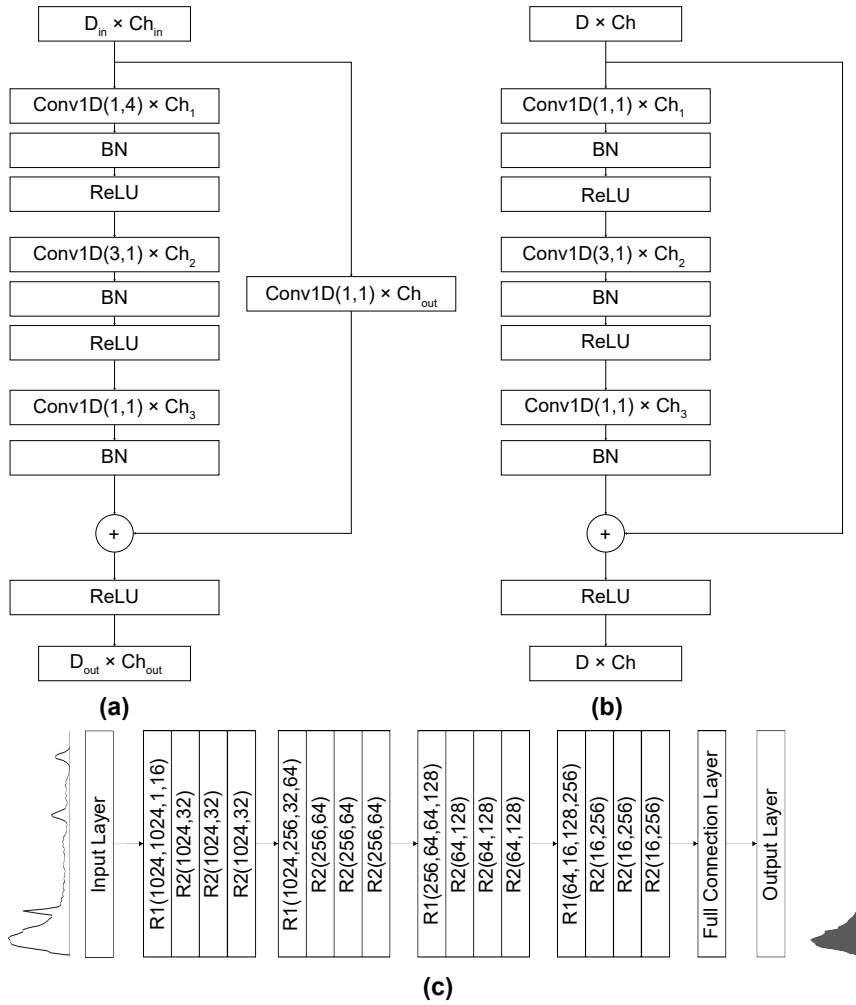 D_in × Ch_in
Conv1D(1,4) × Ch_1
BN
ReLU
Conv1D(3,1) × Ch_2
BN
ReLU
Conv1D(1,1) × Ch_3
BN
+
ReLU
D_out × Ch_out
Conv1D(1,1) × Ch_out
(a)
D × Ch
Conv1D(1,1) × Ch_1
BN
ReLU
Conv1D(3,1) × Ch_2
BN
ReLU
Conv1D(1,1) × Ch_3
BN
+
ReLU
D × Ch
(b)
Input Layer
R1(1024,1024,1,16)
R2(1024,32)
R2(1024,32)
R2(1024,32)
R1(1024,256,32,64)
R2(256,64)
R2(256,64)
R2(256,64)
R1(256,64,64,128)
R2(64,128)
R2(64,128)
R2(64,128)
R1(64,16,128,256)
R2(16,256)
R2(16,256)
R2(16,256)
Full Connection Layer
Output Layer
(c)